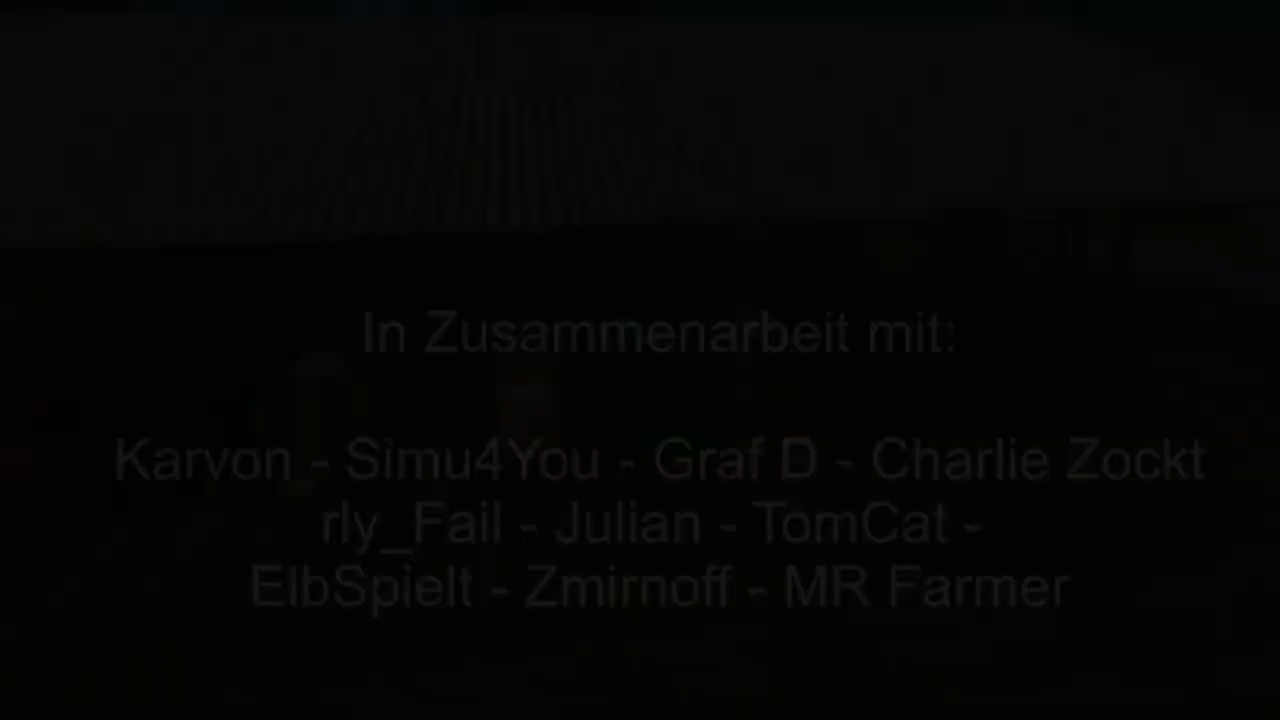 In Zusammenarbeit mit:
Karvon - Simu4You - Graf D - Charlie Zockt
rly_Fail - Julian - TomCat -
ElbSpielt - Zmirnoff - MR Farmer